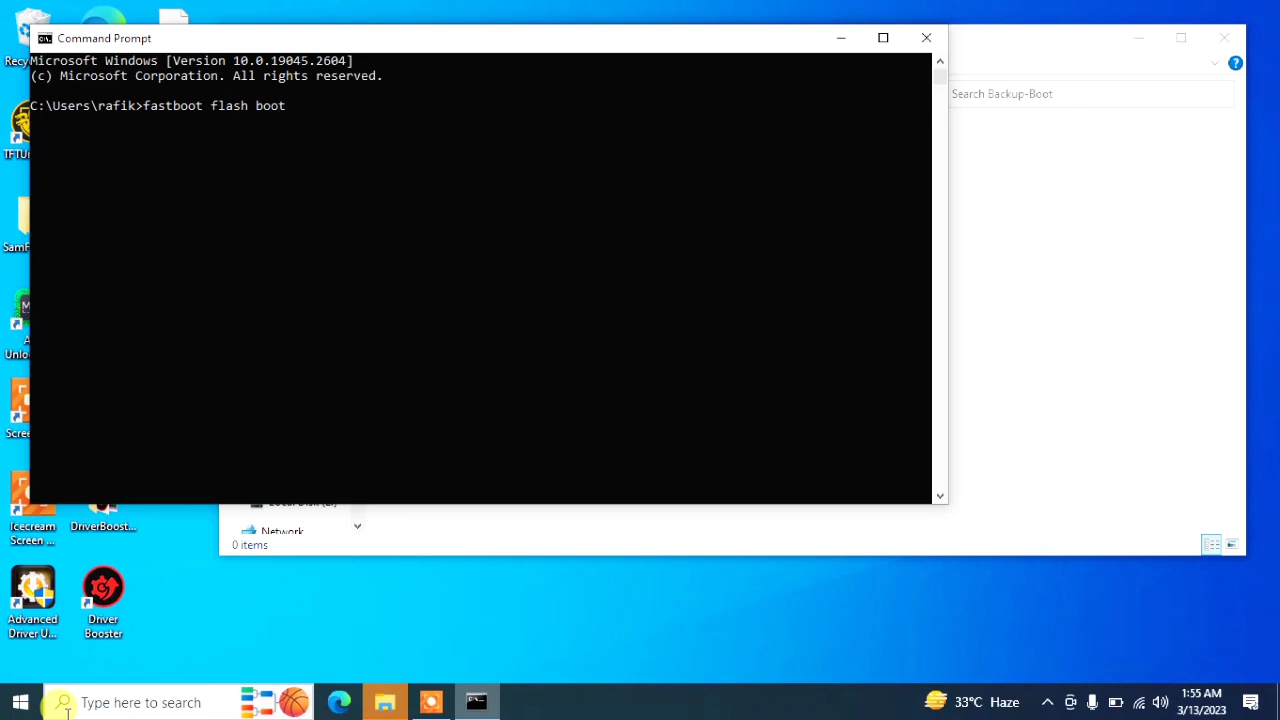 Command Prompt
Microsoft Windows [Version 10.0.19045.2604]
(c) Microsoft Corporation. All rights reserved.
C:\Users\rafik>fastboot flash boot
Search Backup-Boot
Network
0 items
DriverBoost...
Icecream
Screen ...
Advanced
Driver U...
Driver
Booster
Type here to search
33°C Haze
1:55 AM
3/13/2023